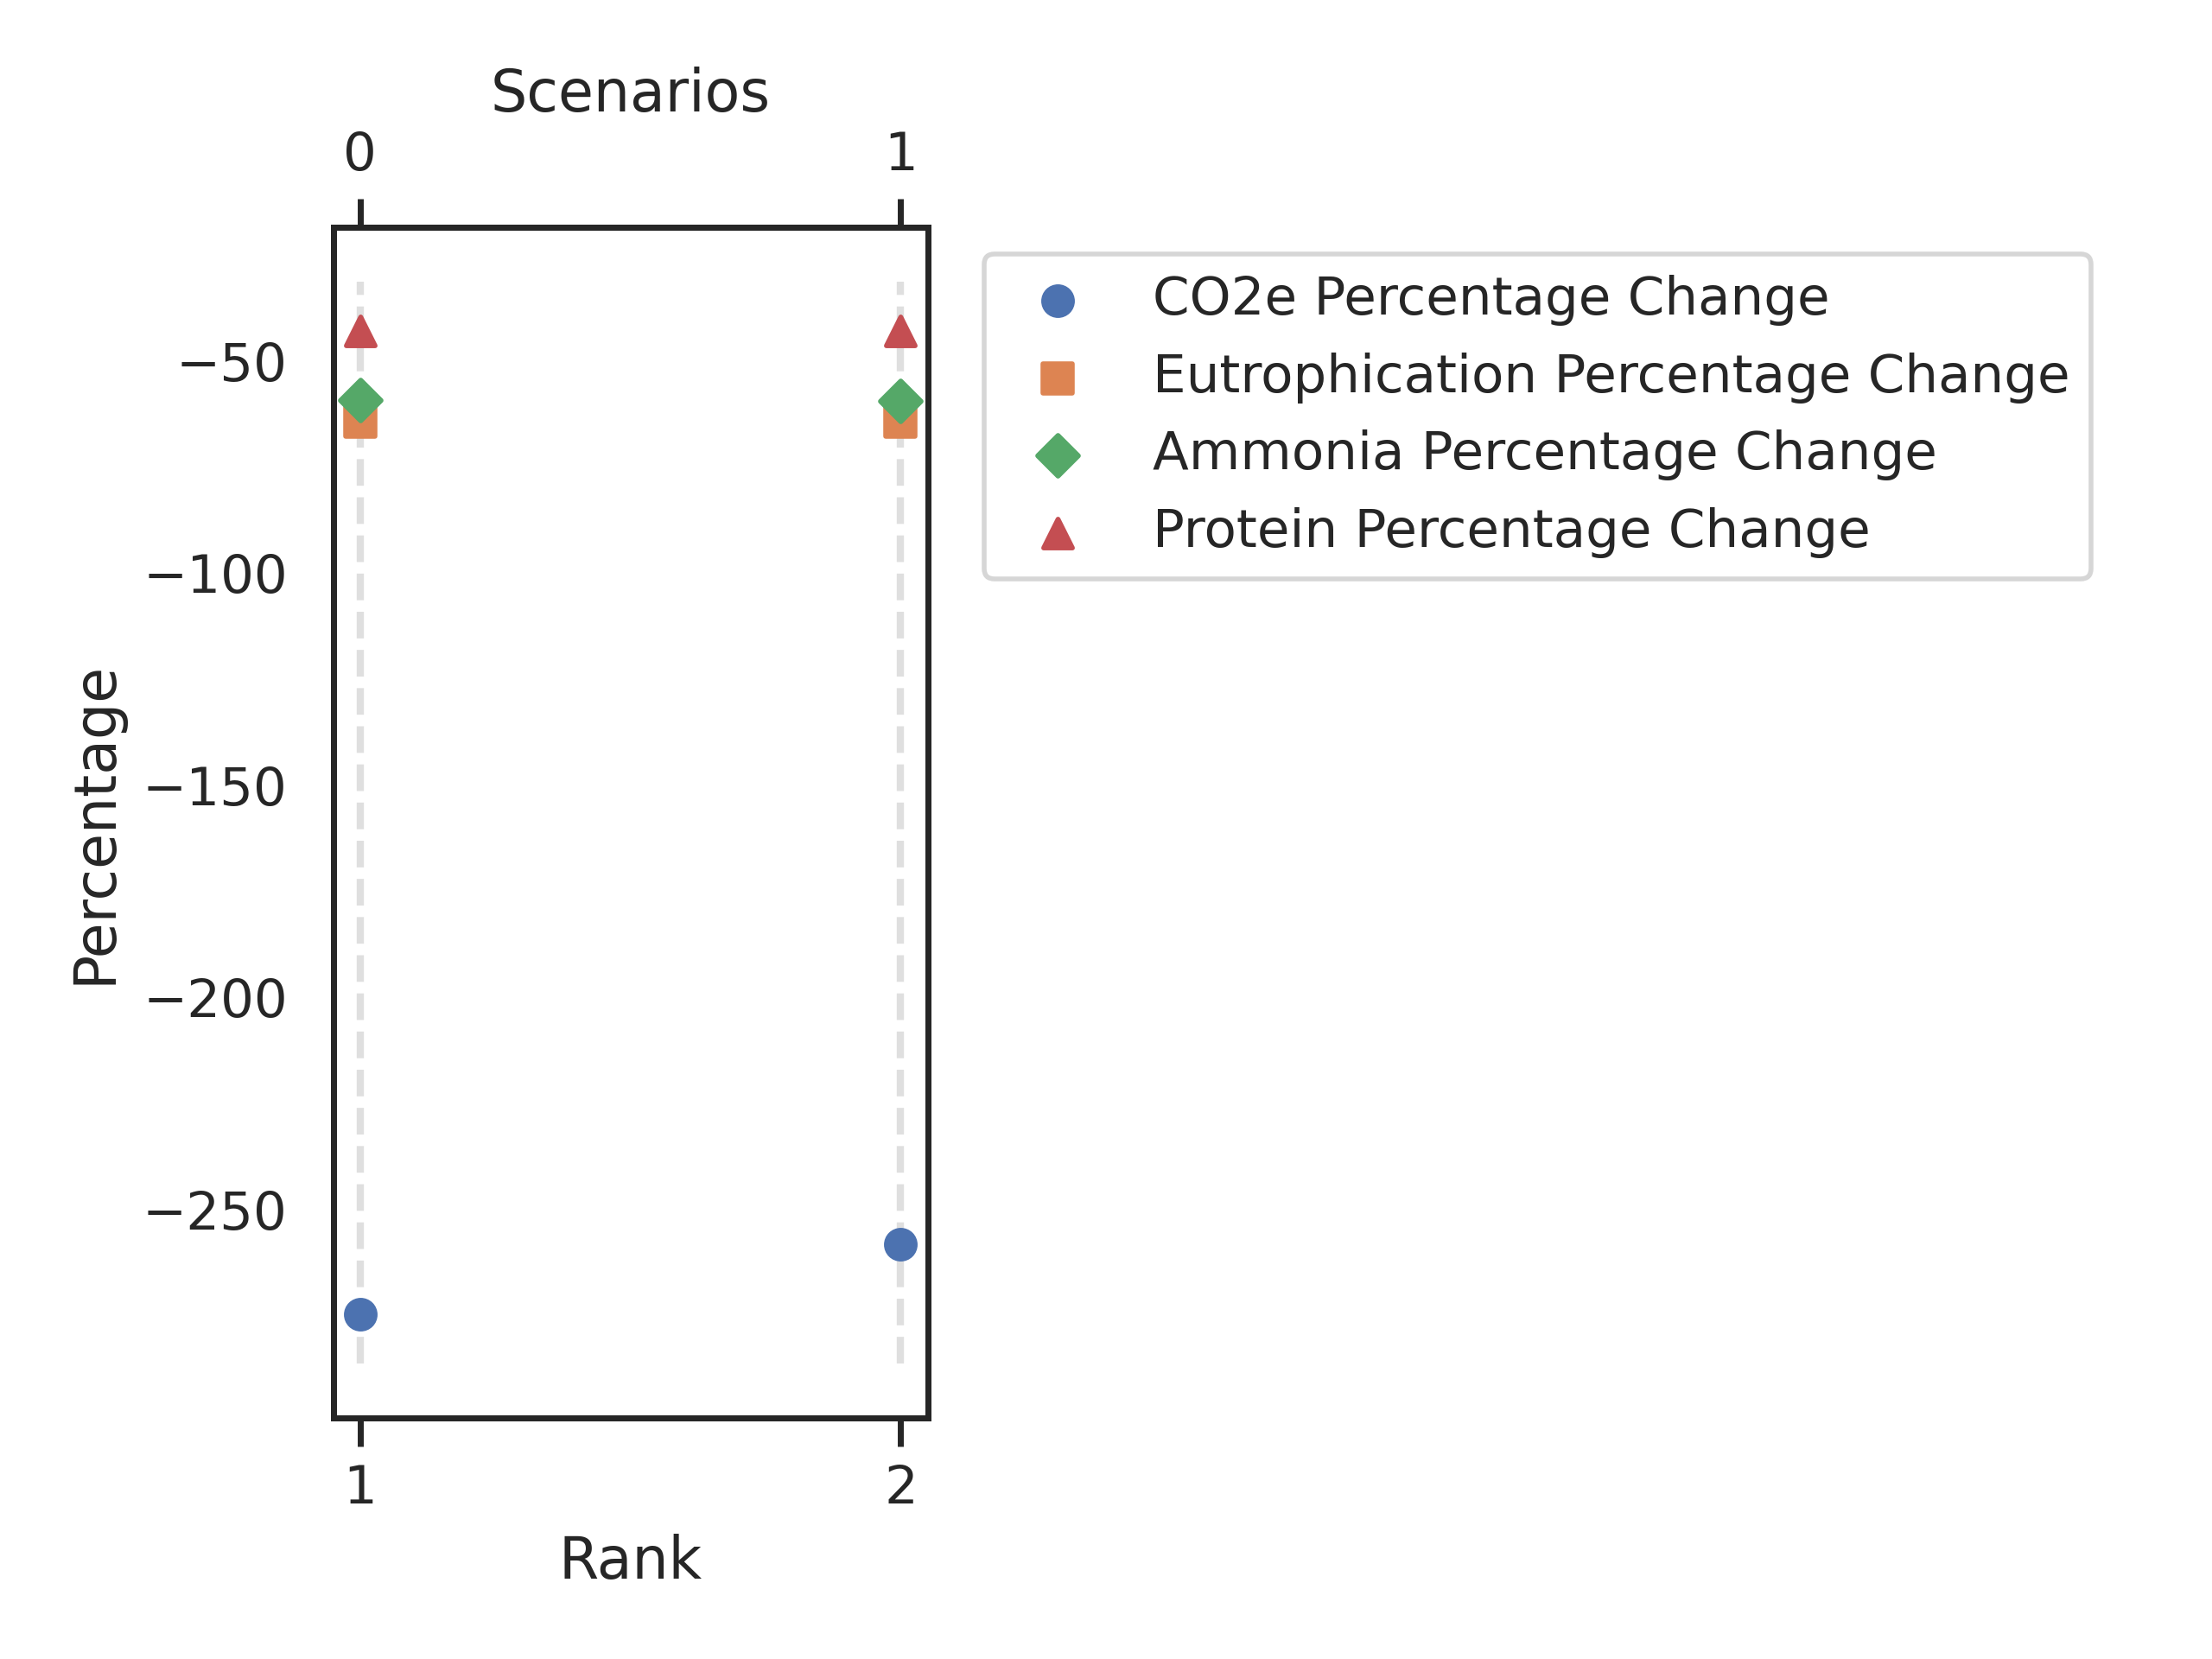 Scenarios
0 1
CO2e Percentage Change
Eutrophication Percentage Change
Ammonia Percentage Change
Protein Percentage Change
−50
−100
−150
−200
−250
Percentage
1 2
Rank